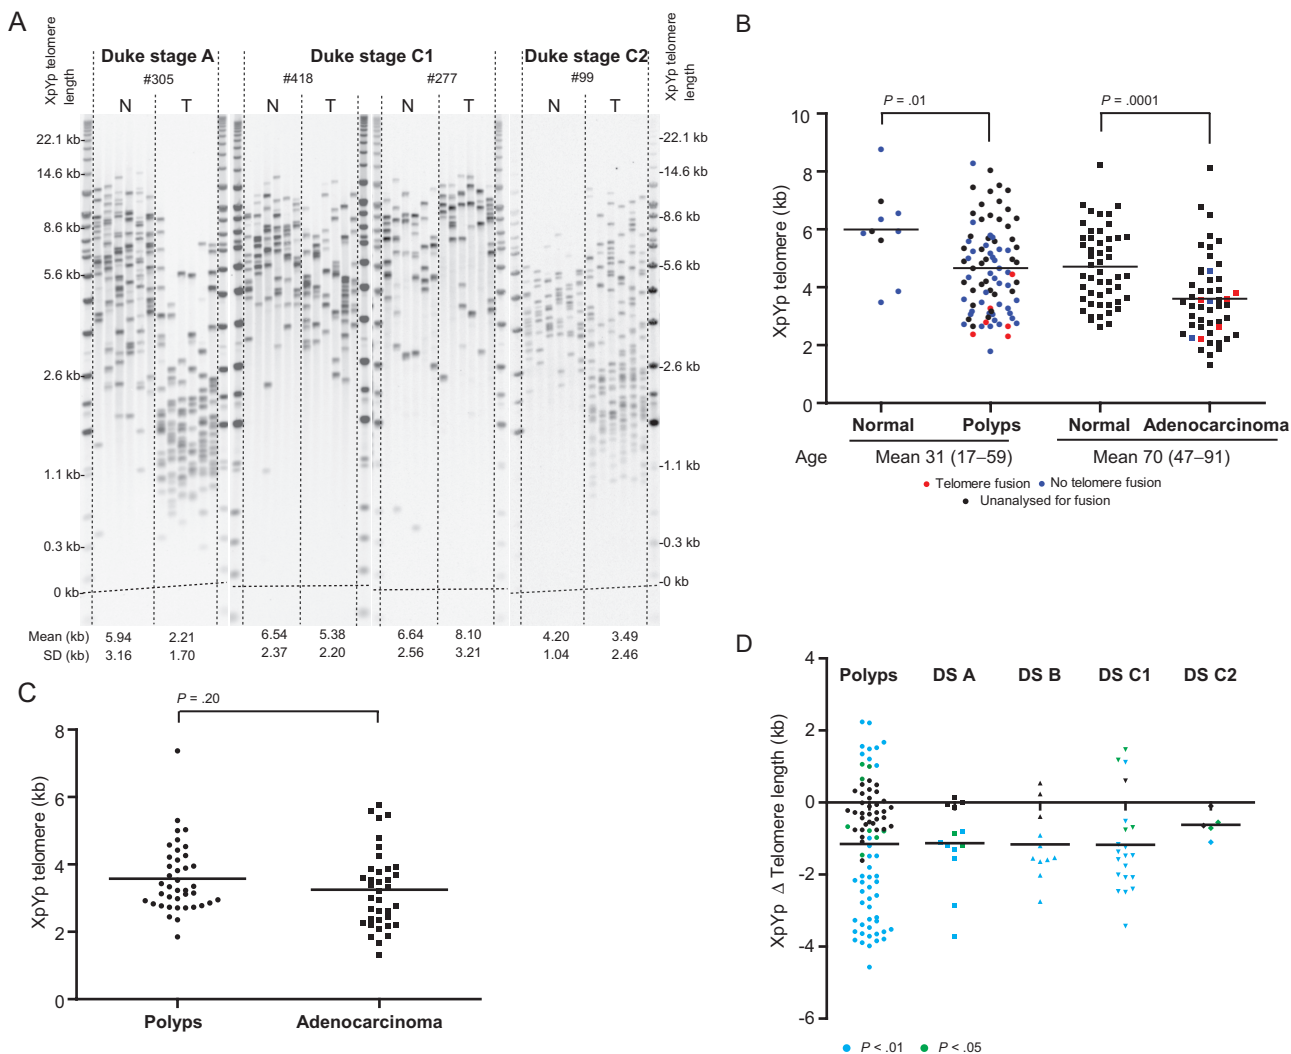 A
XpYp telomere length
Duke stage A
Duke stage C1
Duke stage C2
XpYp telomere length
#305
#418
#277
#99
N T N T N T N T
22.1 kb
14.6 kb
8.6 kb
5.6 kb
2.6 kb
1.1 kb
0.3 kb
0 kb
-22.1 kb
-14.6 kb
-8.6 kb
-5.6 kb
-2.6 kb
-1.1 kb
-0.3 kb
-0 kb
Mean (kb) 5.94 2.21 6.54 5.38 6.64 8.10 4.20 3.49
SD (kb) 3.16 1.70 2.37 2.20 2.56 3.21 1.04 2.46
B
P = .01
P = .0001
XpYp telomere (kb)
10
8
6
4
2
0
Normal Polyps Normal Adenocarcinoma
Age Mean 31 (17–59) Mean 70 (47–91)
Telomere fusion No telomere fusion
Unanalysed for fusion
C
P = .20
XpYp telomere (kb)
8
6
4
2
0
Polyps Adenocarcinoma
D
XpYp Δ Telomere length (kb)
4
2
0
-2
-4
-6
Polyps DS A DS B DS C1 DS C2
P < .01 P < .05